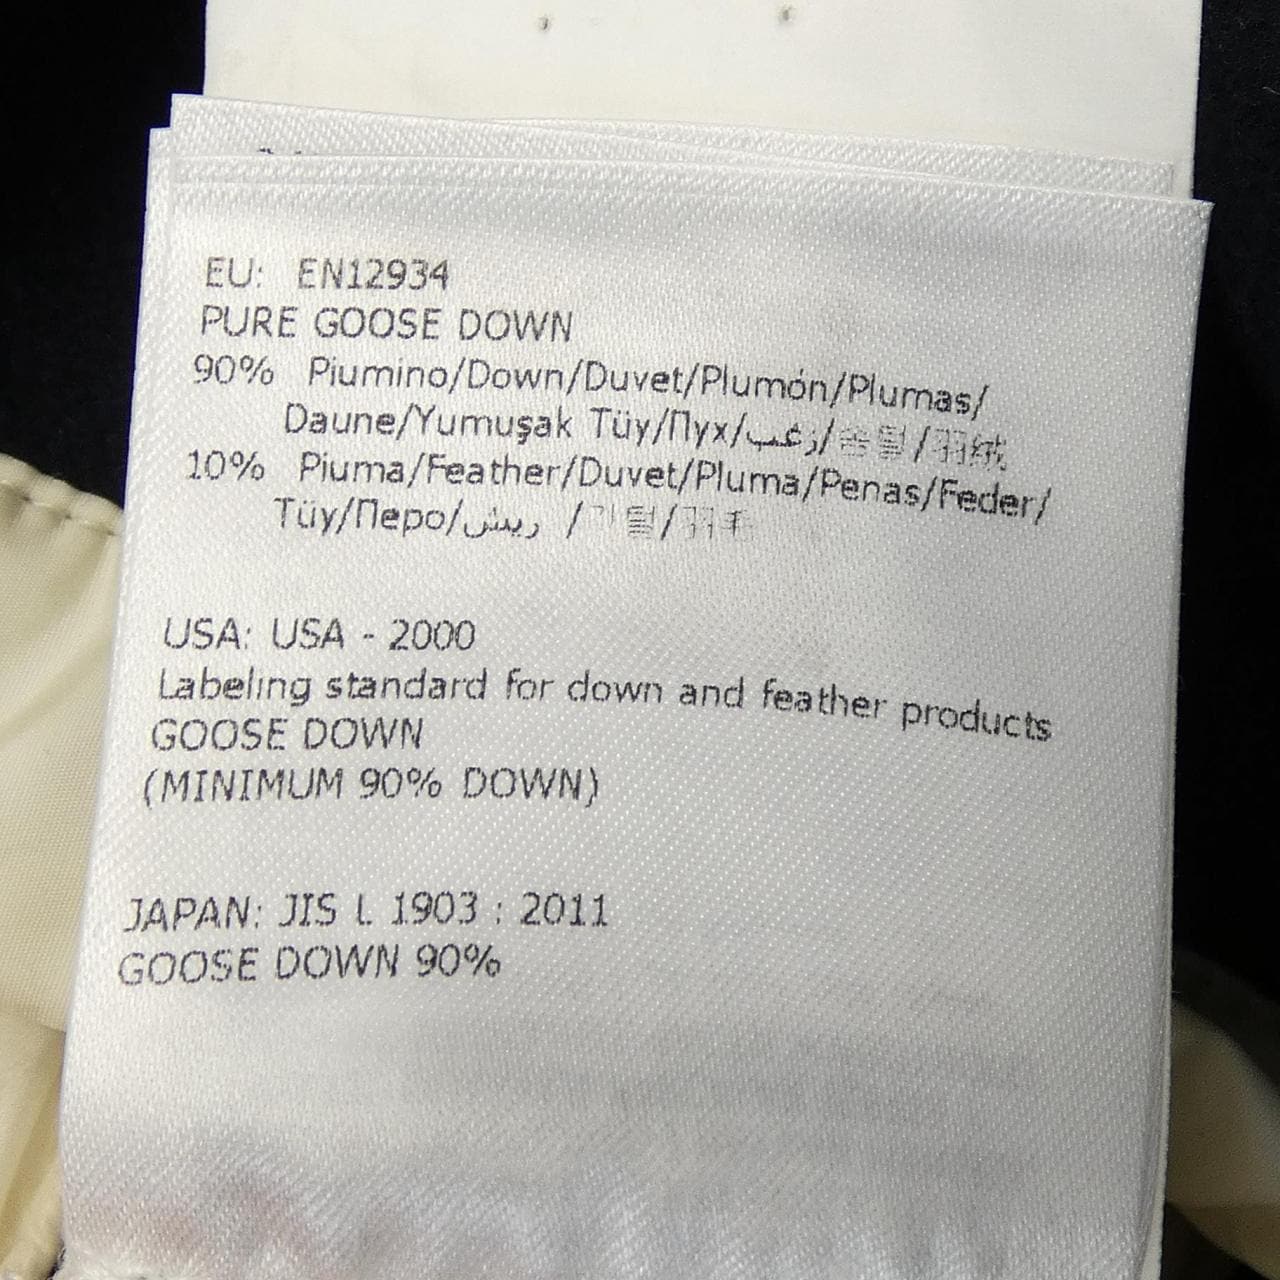 EU: EN12934
PURE GOOSE DOWN
90% Piumino/Down/Duvet/Plumón/Plumas/
Daune/Yumuşak Tüy/Пух/زغب/솜털/羽绒
10% Piuma/Feather/Duvet/Pluma/Penas/Feder/
Tüy/Перо/ريش /기털/羽毛
USA: USA - 2000
Labeling standard for down and feather products
GOOSE DOWN
(MINIMUM 90% DOWN)
JAPAN: JIS L 1903 : 2011
GOOSE DOWN 90%